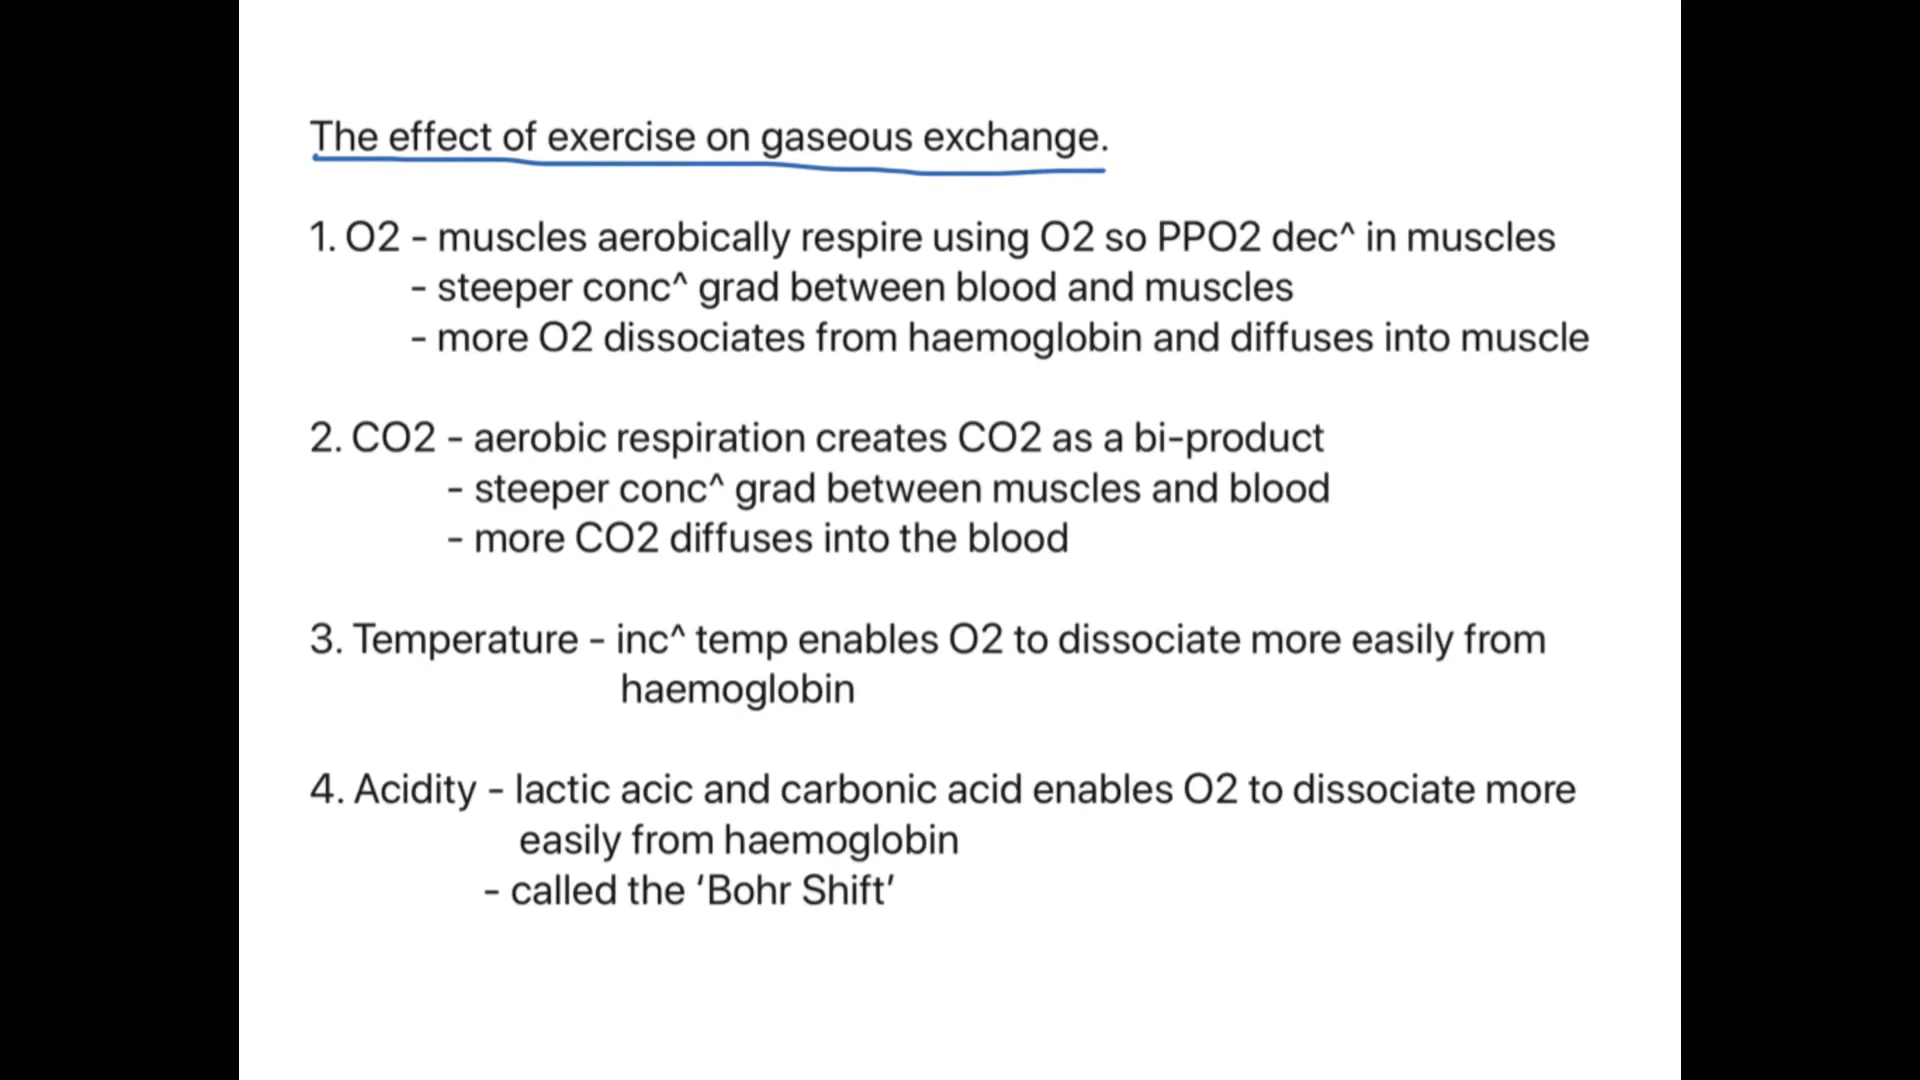 The effect of exercise on gaseous exchange.
1. O2 - muscles aerobically respire using O2 so PPO2 dec^ in muscles
- steeper conc^ grad between blood and muscles
- more O2 dissociates from haemoglobin and diffuses into muscle
2. CO2 - aerobic respiration creates CO2 as a bi-product
- steeper conc^ grad between muscles and blood
- more CO2 diffuses into the blood
3. Temperature - inc^ temp enables O2 to dissociate more easily from
haemoglobin
4. Acidity - lactic acic and carbonic acid enables O2 to dissociate more
easily from haemoglobin
- called the ‘Bohr Shift’